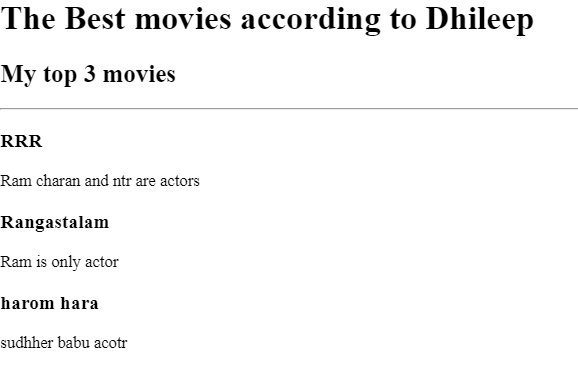 The Best movies according to Dhileep
My top 3 movies
RRR
Ram charan and ntr are actors
Rangastalam
Ram is only actor
harom hara
sudhher babu acotr